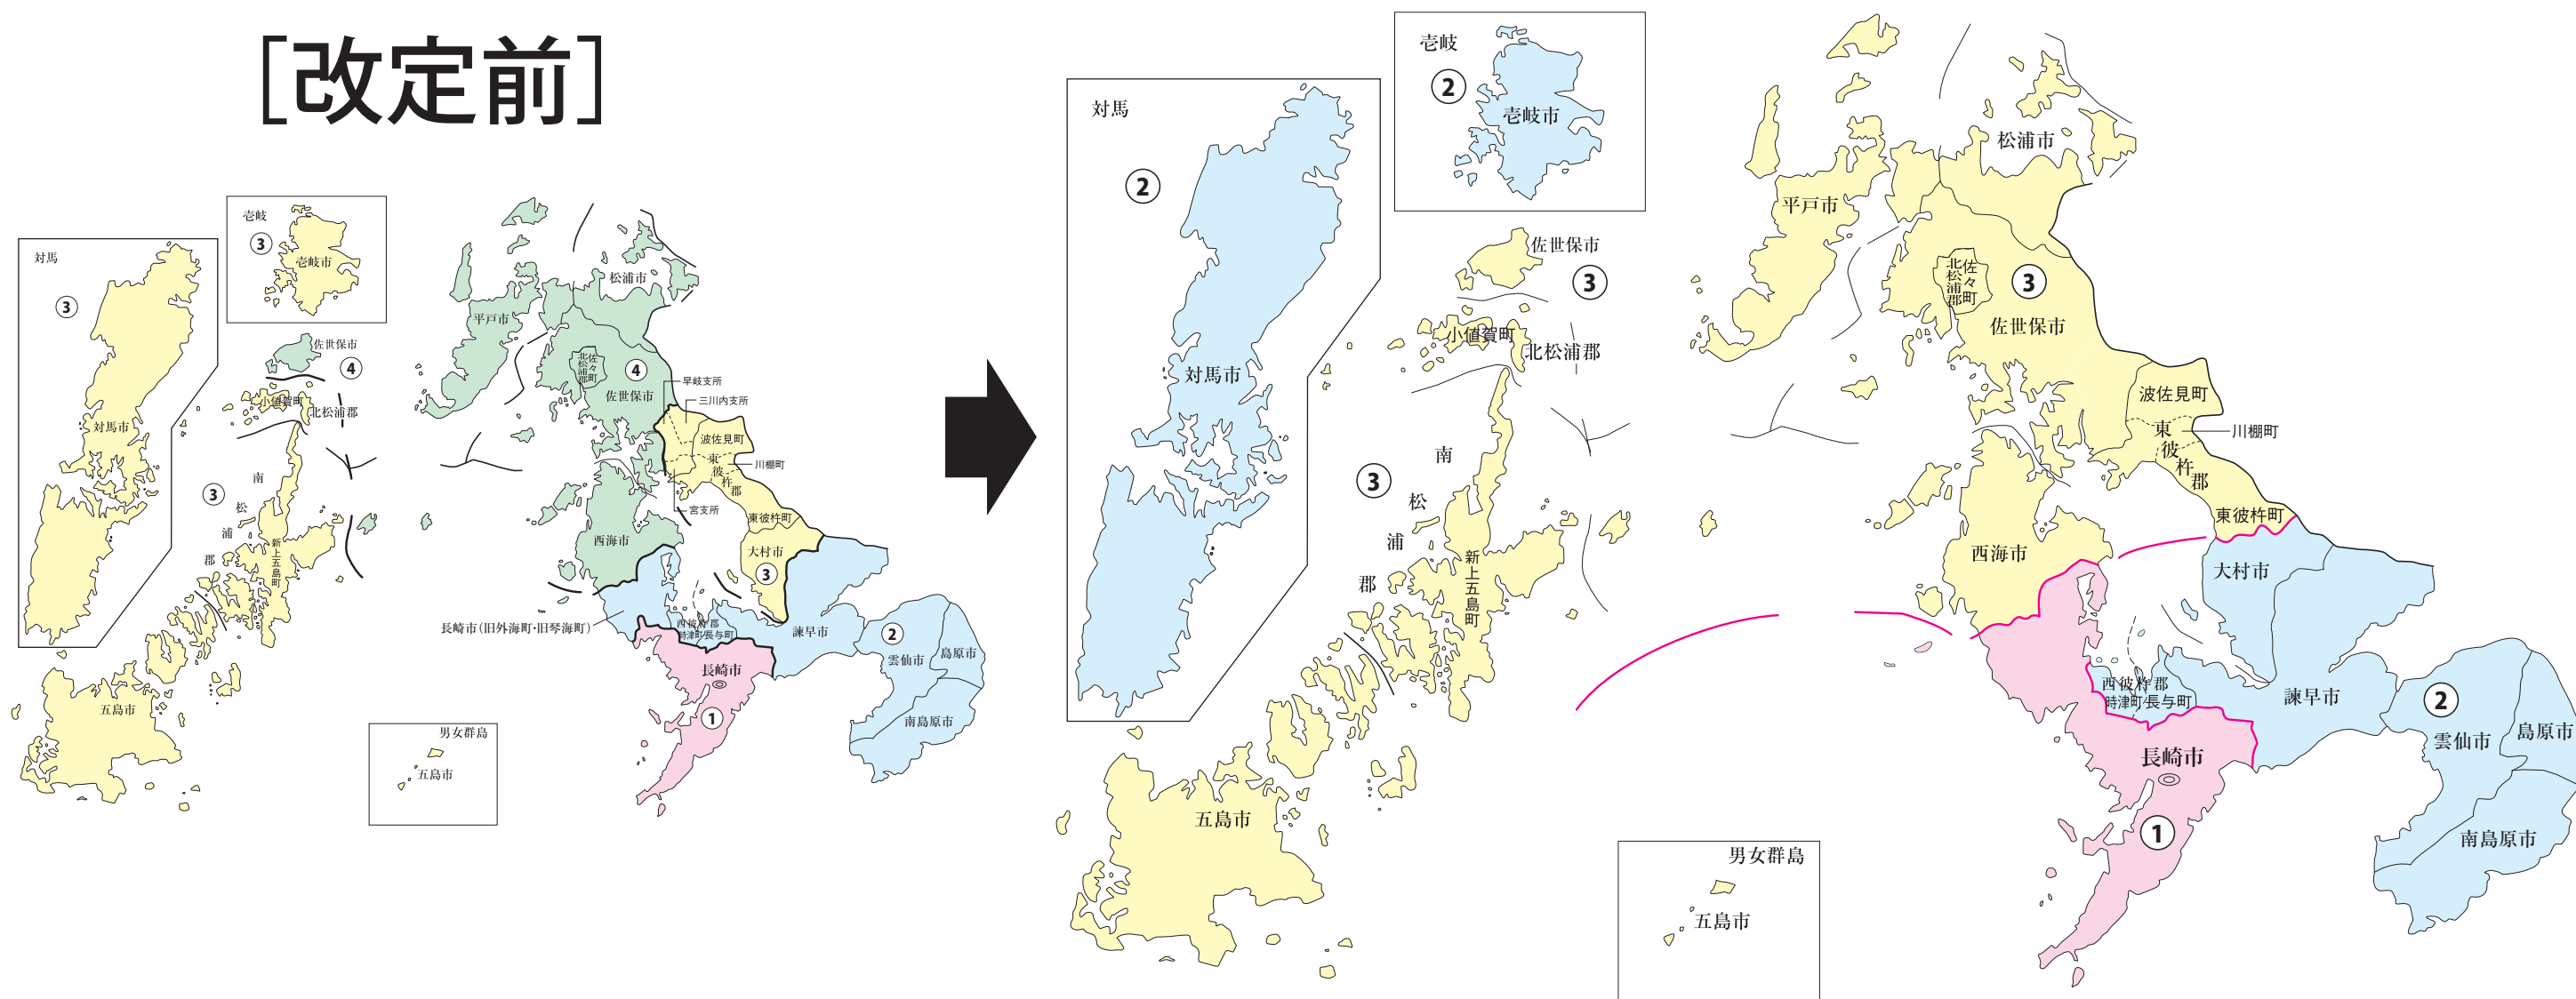 [改定前]
対馬
③
対馬市
壱岐
③
壱岐市
佐世保市
④
小値賀町
北松浦郡
南松浦郡
③
新上五島町
五島市
男女群島
五島市
平戸市
松浦市
北松浦郡
佐々町
④
佐世保市
早岐支所
三川内支所
波佐見町
川棚町
東彼杵郡
宮支所
東彼杵町
西海市
大村市
③
長崎市(旧外海町・旧琴海町)
西彼杵郡
時津町
長与町
諫早市
②
雲仙市
島原市
南島原市
長崎市
①
対馬
②
対馬市
壱岐
②
壱岐市
佐世保市
③
小値賀町
北松浦郡
南松浦郡
③
新上五島町
五島市
男女群島
五島市
平戸市
松浦市
北松浦郡
佐々町
③
佐世保市
波佐見町
川棚町
東彼杵郡
東彼杵町
西海市
大村市
西彼杵郡
時津町
長与町
諫早市
②
雲仙市
島原市
南島原市
長崎市
①